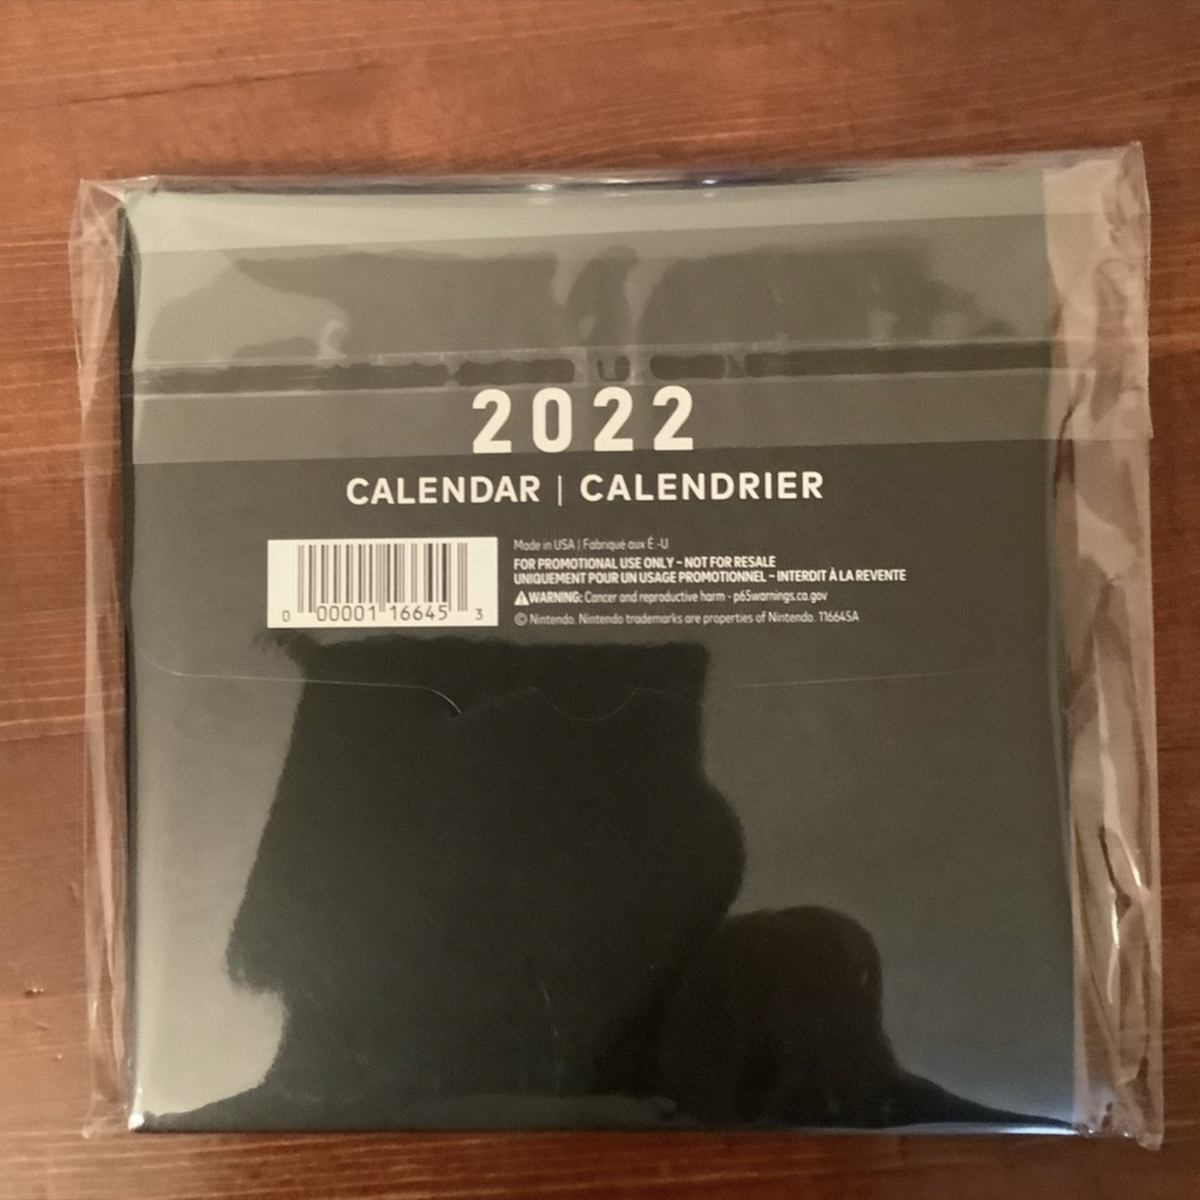 2022
CALENDAR | CALENDRIER
Made in USA | Fabriqué aux É.-U
FOR PROMOTIONAL USE ONLY – NOT FOR RESALE
UNIQUEMENT POUR UN USAGE PROMOTIONNEL – INTERDIT À LA REVENTE
⚠WARNING: Cancer and reproductive harm - p65warnings.ca.gov
© Nintendo. Nintendo trademarks are properties of Nintendo. 116645A
0 00001 16645 3